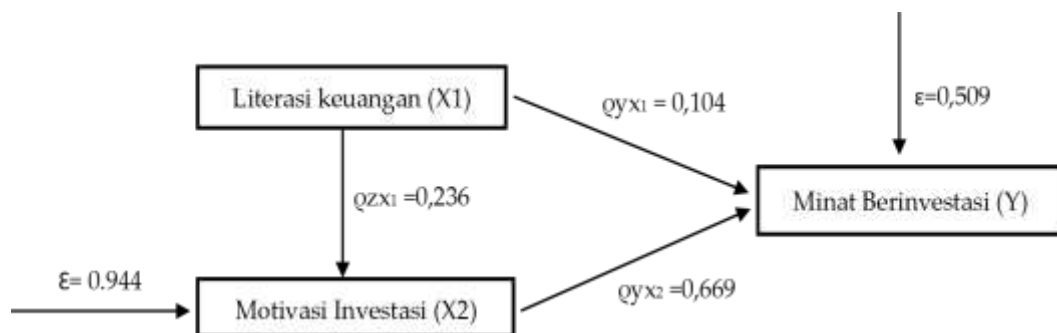 Literasi keuangan (X1)
ϱyx₁ = 0,104
ε=0,509
ϱzx₁ =0,236
Minat Berinvestasi (Y)
Ɛ= 0.944
Motivasi Investasi (X2)
ϱyx₂ =0,669